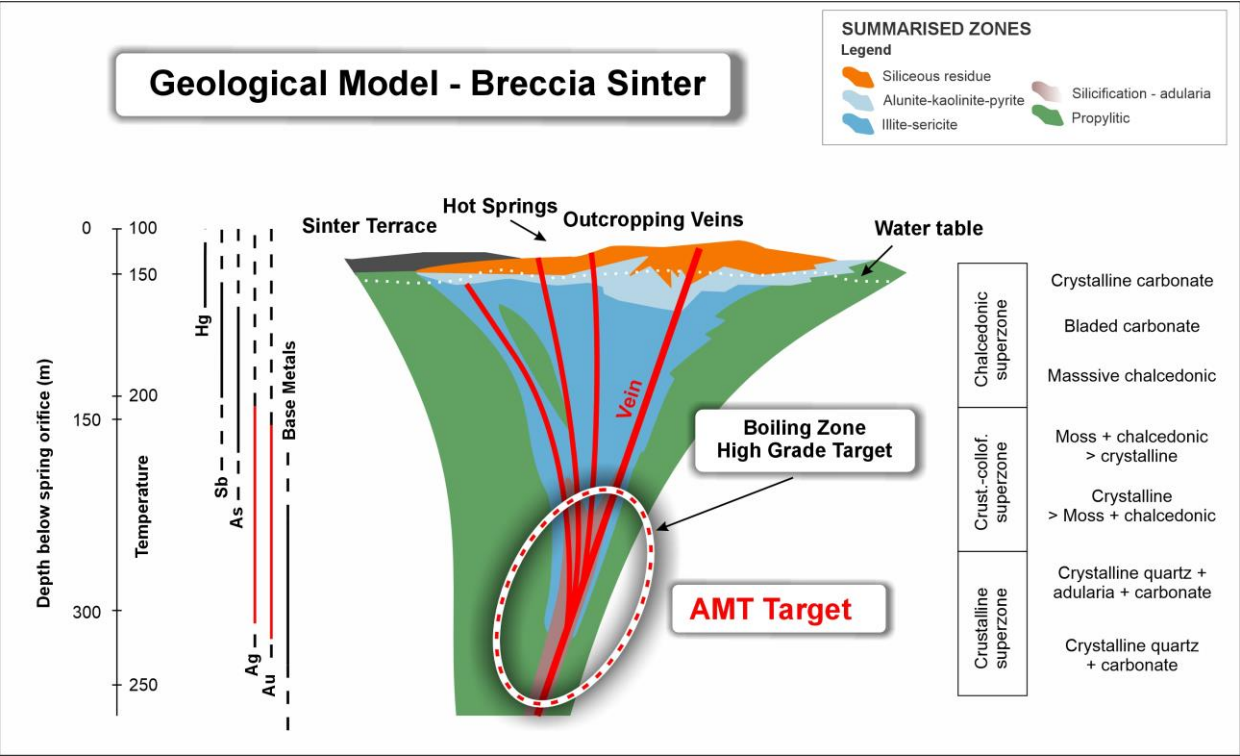 Geological Model - Breccia Sinter
SUMMARISED ZONES
Legend
Siliceous residue
Alunite-kaolinite-pyrite
Illite-sericite
Silicification - adularia
Propylitic
Sinter Terrace
Hot Springs
Outcropping Veins
Water table
Depth below spring orifice (m)
0
150
300
Temperature
100
150
200
250
Hg
Sb
As
Ag
Au
Base Metals
Vein
Boiling Zone
High Grade Target
AMT Target
Chalcedonic
superzone
Crust.-collof.
superzone
Crustalline
superzone
Crystalline carbonate
Bladed carbonate
Masssive chalcedonic
Moss + chalcedonic
> crystalline
Crystalline
> Moss + chalcedonic
Crystalline quartz +
adularia + carbonate
Crystalline quartz
+ carbonate